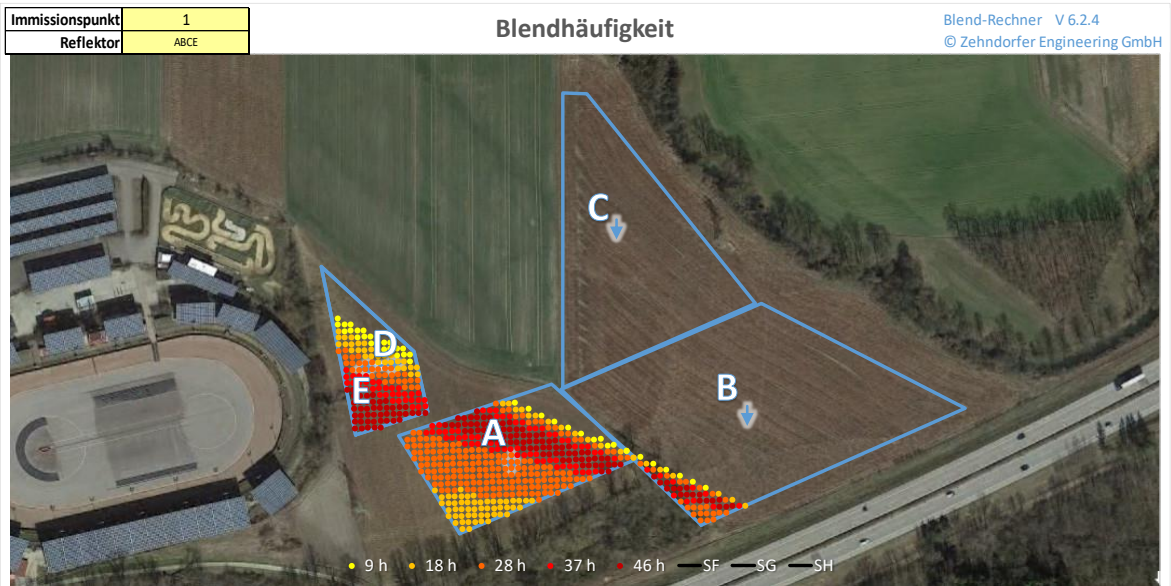 Immissionspunkt 1
Reflektor ABCE
Blendhäufigkeit
Blend-Rechner V 6.2.4
© Zehndorfer Engineering GmbH
C
D
E
B
A
9 h 18 h 28 h 37 h 46 h SF SG SH